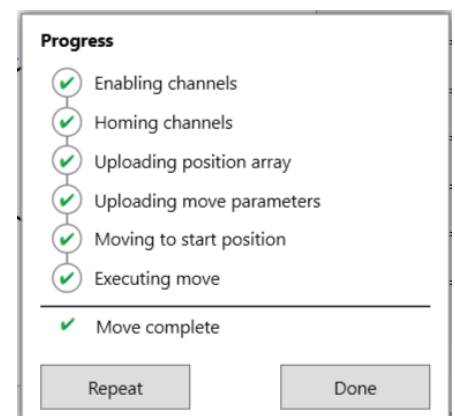 Progress
Enabling channels
Homing channels
Uploading position array
Uploading move parameters
Moving to start position
Executing move
Move complete
Repeat Done